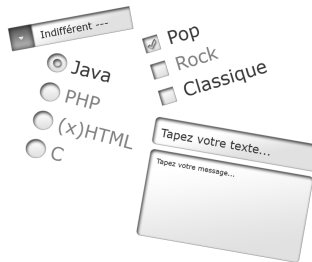 Indifférent ---
Java
PHP
(x)HTML
C
Pop
Rock
Classique
Tapez votre texte...
Tapez votre message...